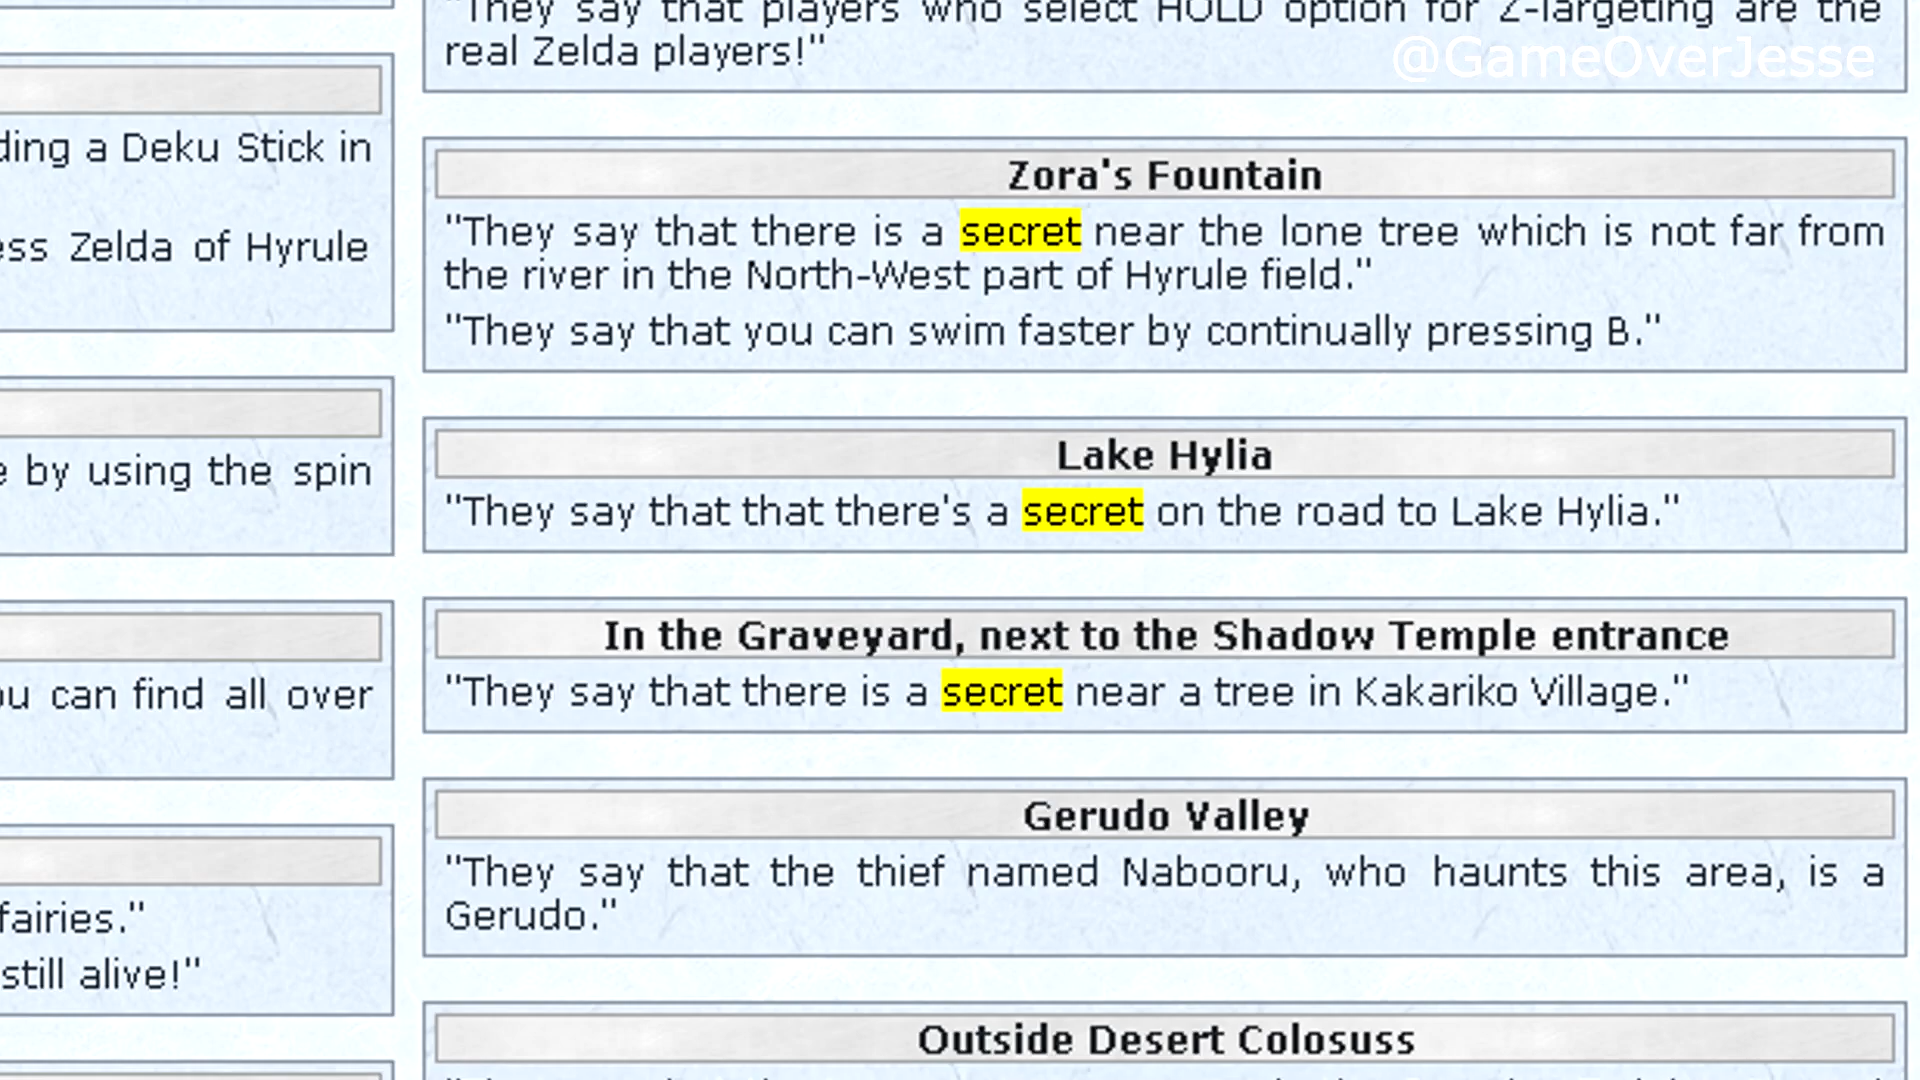 "They say that players who select HOLD option for Z-Targeting are the
real Zelda players!"
@GameOverJesse
ding a Deku Stick in
ess Zelda of Hyrule
e by using the spin
ou can find all over
fairies."
still alive!"
Zora's Fountain
"They say that there is a secret near the lone tree which is not far from
the river in the North-West part of Hyrule field."
"They say that you can swim faster by continually pressing B."
Lake Hylia
"They say that that there's a secret on the road to Lake Hylia."
In the Graveyard, next to the Shadow Temple entrance
"They say that there is a secret near a tree in Kakariko Village."
Gerudo Valley
"They say that the thief named Nabooru, who haunts this area, is a
Gerudo."
Outside Desert Colosuss